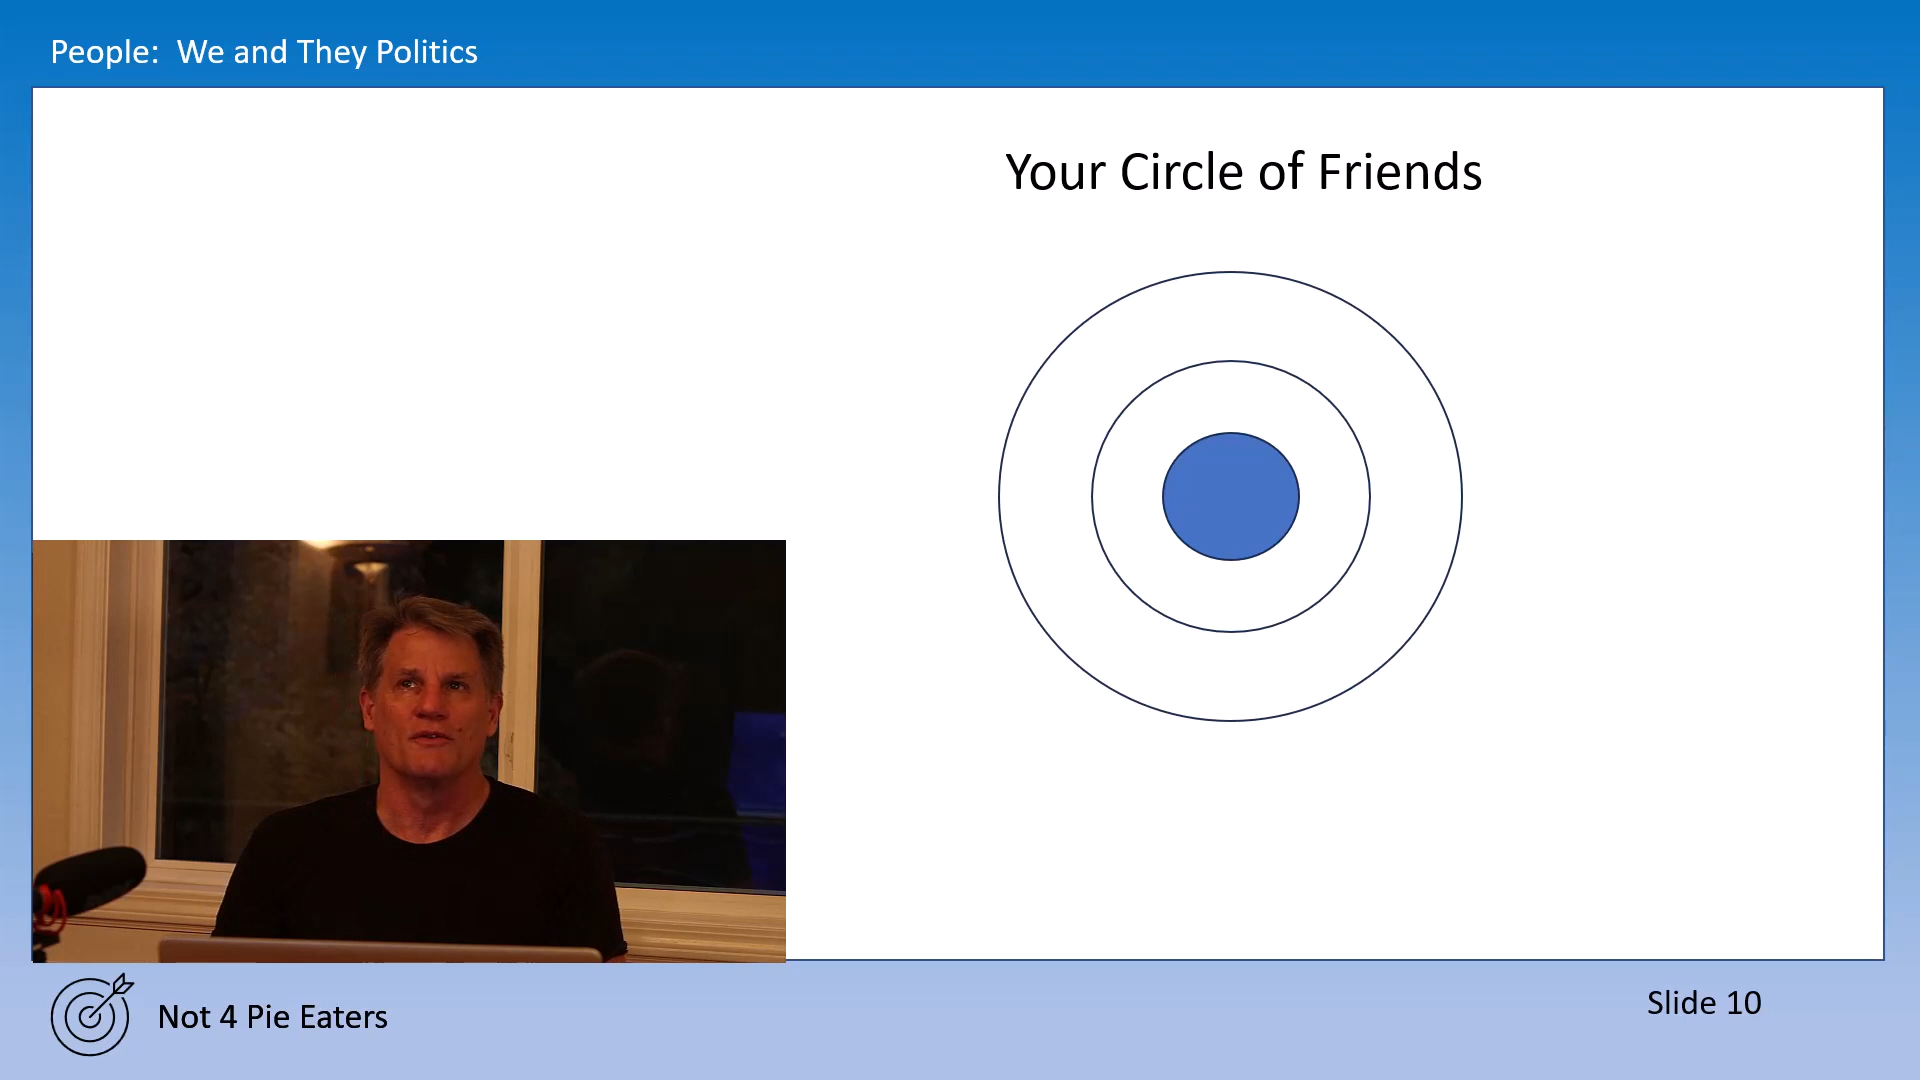 People: We and They Politics
Your Circle of Friends
Not 4 Pie Eaters
Slide 10